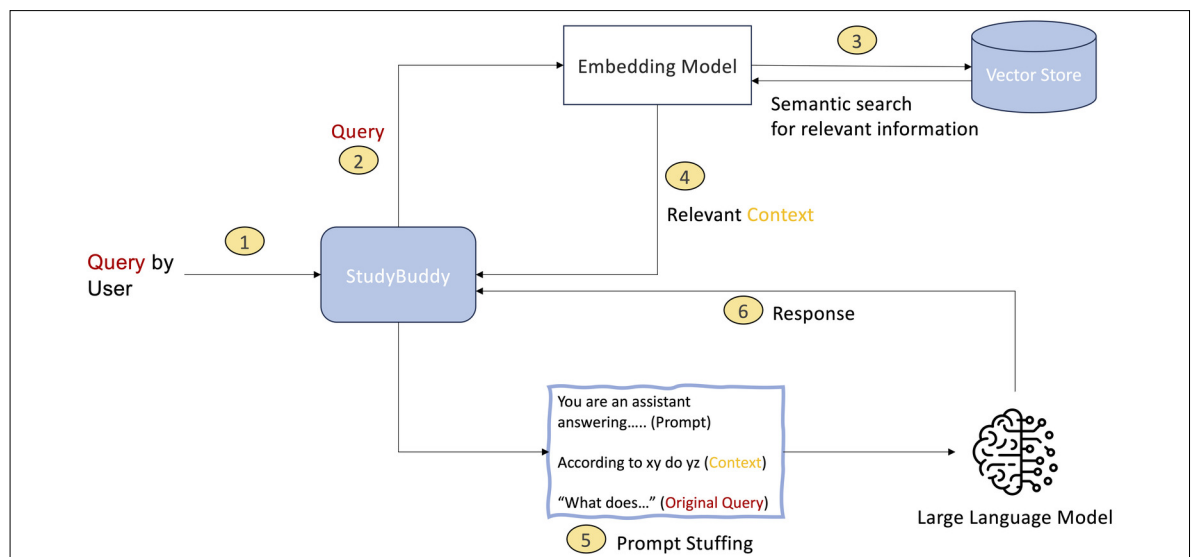 3
Embedding Model
Vector Store
Semantic search
for relevant information
Query
2
4
Relevant Context
1
Query by
User
StudyBuddy
6
Response
You are an assistant
answering..... (Prompt)
According to xy do yz (Context)
“What does...” (Original Query)
Large Language Model
5
Prompt Stuffing